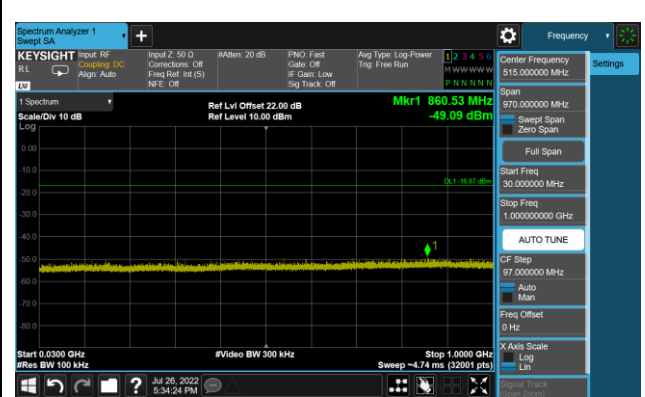 Spectrum Analyzer 1
Swept SA
Frequency
KEYSIGHT
RL
LXI
Input: RF
Coupling: DC
Align: Auto
Input Z: 50 Ω
Corrections: Off
Freq Ref: Int (S)
NFE: Off
#Atten: 20 dB
PNO: Fast
Gate: Off
IF Gain: Low
Sig Track: Off
Avg Type: Log-Power
Trig: Free Run
1 2 3 4 5 6
M W W W W W
P N N N N N
1 Spectrum
Scale/Div 10 dB
Log
Ref Lvl Offset 22.00 dB
Ref Level 10.00 dBm
Mkr1 860.53 MHz
-49.09 dBm
0.00
-10.0
-20.0
-30.0
-40.0
-50.0
-60.0
-70.0
-80.0
DL1 -16.67 dBm
1
Start 0.0300 GHz
#Res BW 100 kHz
#Video BW 300 kHz
Stop 1.0000 GHz
Sweep ~4.74 ms (32001 pts)
Jul 26, 2022
5:34:24 PM
Center Frequency
515.000000 MHz
Span
970.000000 MHz
Swept Span
Zero Span
Full Span
Start Freq
30.000000 MHz
Stop Freq
1.000000000 GHz
AUTO TUNE
CF Step
97.000000 MHz
Auto
Man
Freq Offset
0 Hz
X Axis Scale
Log
Lin
Signal Track
(Span Zoom)
Settings